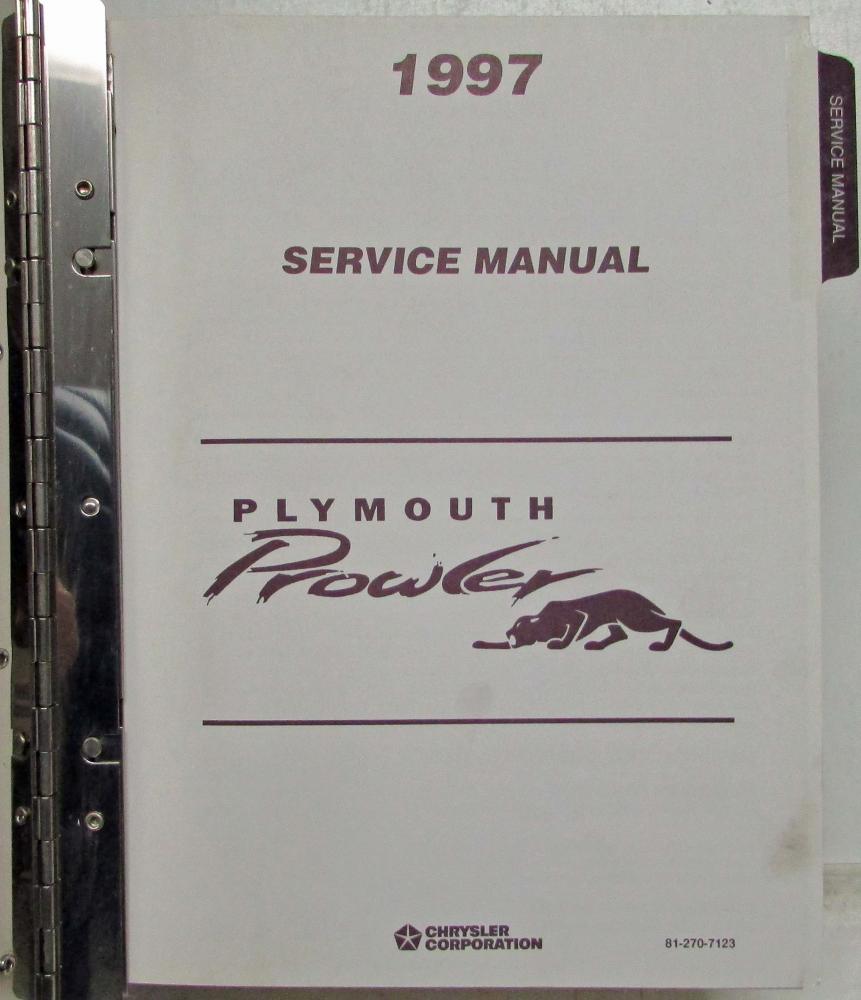 1997
SERVICE MANUAL
SERVICE MANUAL
PLYMOUTH
Prowler
CHRYSLER
CORPORATION
81-270-7123